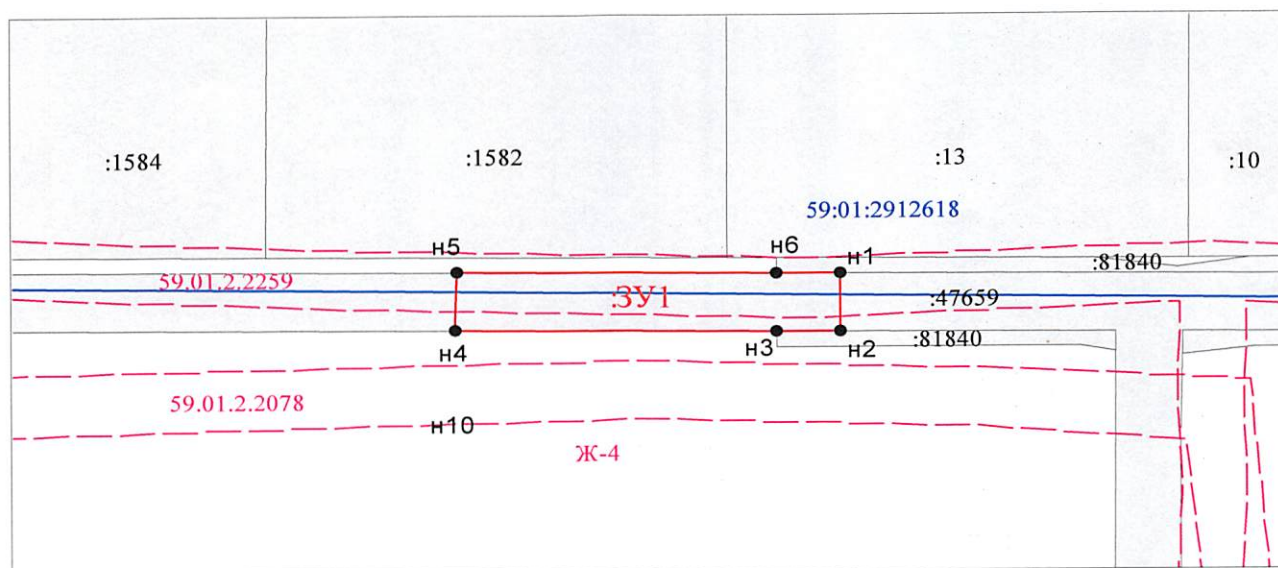 :1584
:1582
:13
:10
59:01:2912618
н5
н6
н1
:81840
59.01.2.2259
:ЗУ1
:47659
н4
н3
н2
:81840
59.01.2.2078
н10
Ж-4